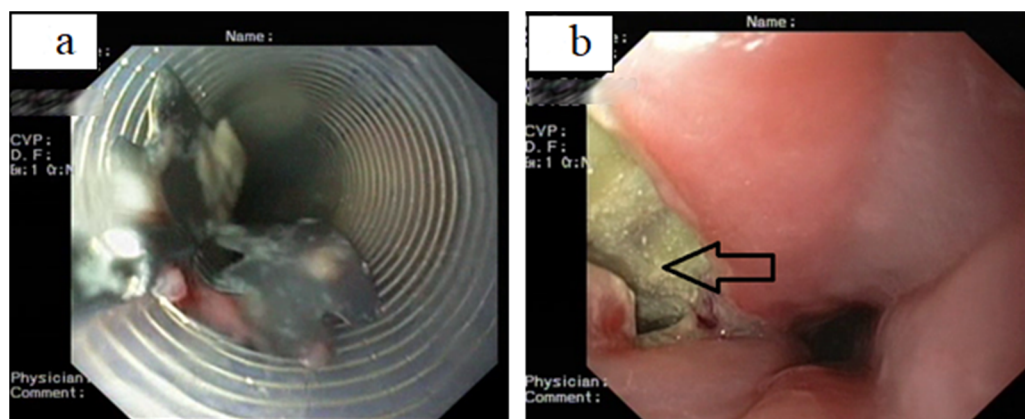 a
Name:
CVP:
D.F:
Physician:
Comment:
b
Name:
CVP:
D.F:
Physician:
Comment: